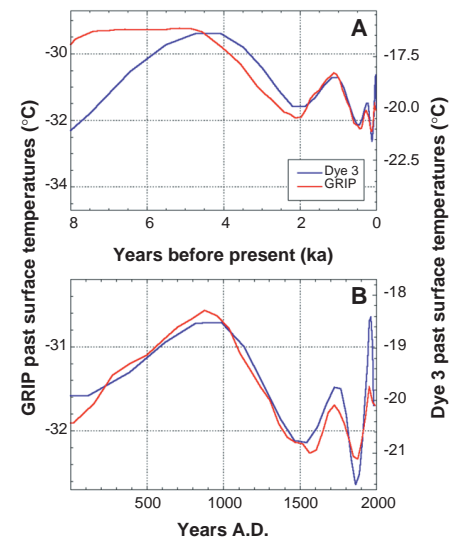 A
-30
-32
-34
-17.5
-20.0
-22.5
Dye 3
GRIP
8
6
4
2
0
Years before present (ka)
GRIP past surface temperatures (°C)
Dye 3 past surface temperatures (°C)
B
-31
-32
-18
-19
-20
-21
500
1000
1500
2000
Years A.D.